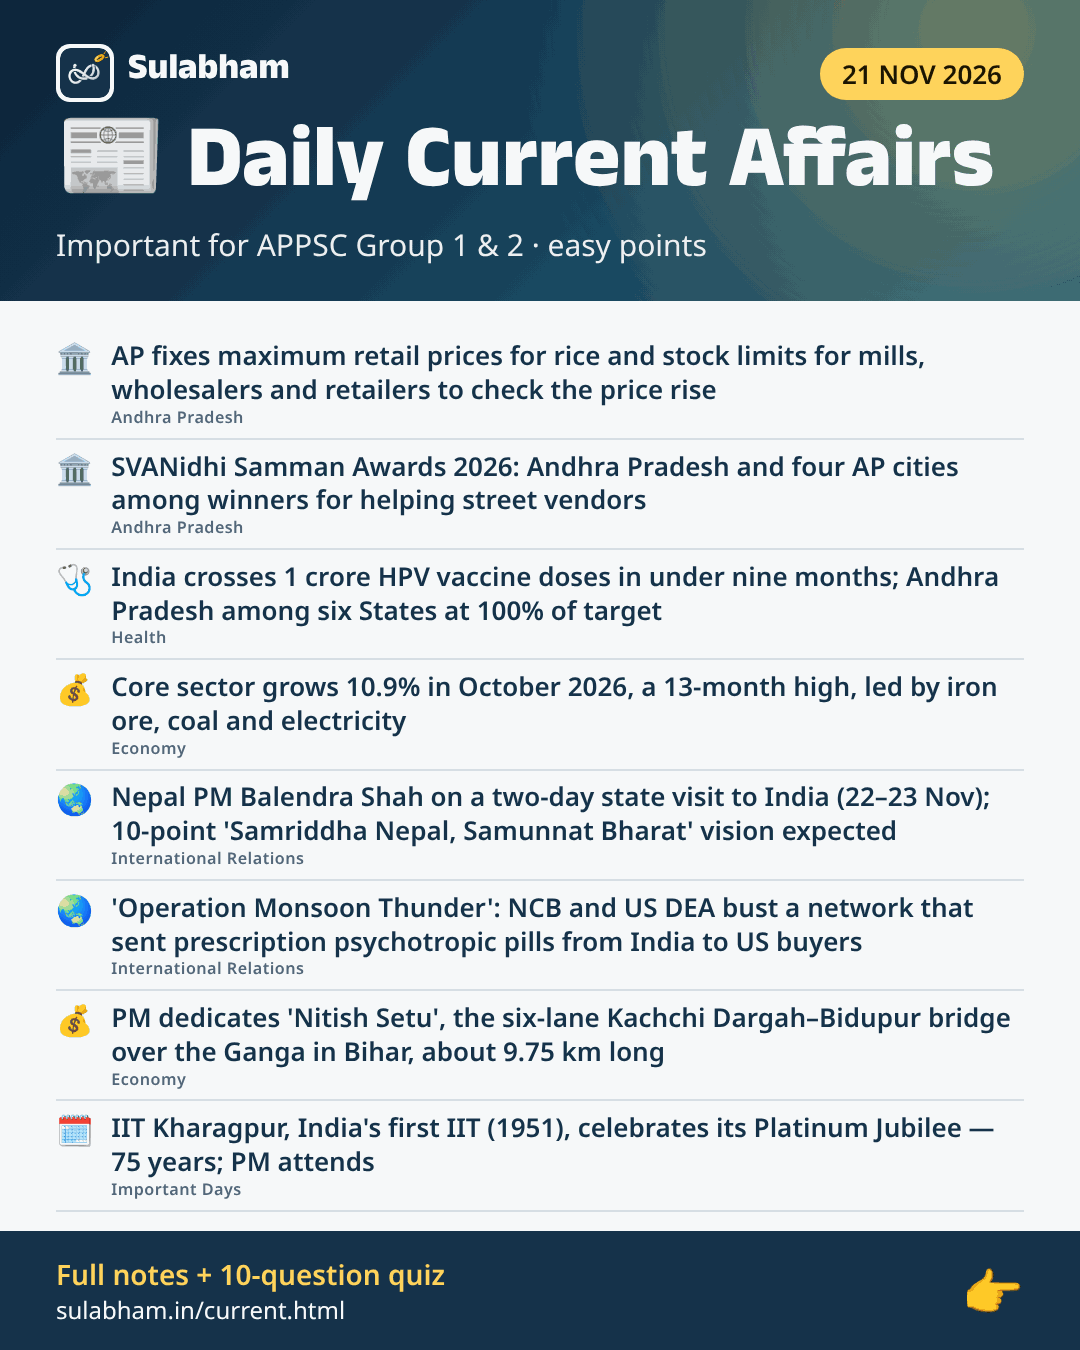 Sulabham
21 NOV 2026
Daily Current Affairs
Important for APPSC Group 1 & 2 · easy points
AP fixes maximum retail prices for rice and stock limits for mills,
wholesalers and retailers to check the price rise
Andhra Pradesh
SVANidhi Samman Awards 2026: Andhra Pradesh and four AP cities
among winners for helping street vendors
Andhra Pradesh
India crosses 1 crore HPV vaccine doses in under nine months; Andhra
Pradesh among six States at 100% of target
Health
Core sector grows 10.9% in October 2026, a 13-month high, led by iron
ore, coal and electricity
Economy
Nepal PM Balendra Shah on a two-day state visit to India (22–23 Nov);
10-point 'Samriddha Nepal, Samunnat Bharat' vision expected
International Relations
'Operation Monsoon Thunder': NCB and US DEA bust a network that
sent prescription psychotropic pills from India to US buyers
International Relations
PM dedicates 'Nitish Setu', the six-lane Kachchi Dargah–Bidupur bridge
over the Ganga in Bihar, about 9.75 km long
Economy
IIT Kharagpur, India's first IIT (1951), celebrates its Platinum Jubilee —
75 years; PM attends
Important Days
Full notes + 10-question quiz
sulabham.in/current.html